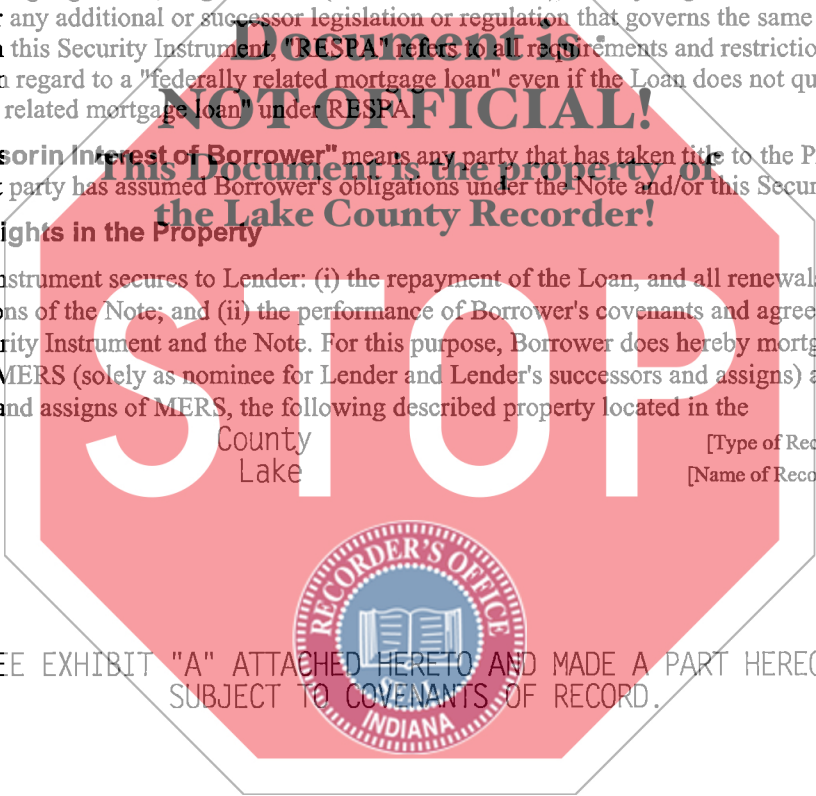 any additional or successor legislation or regulation that governs the same
Document is
this Security Instrument, "RESPA" refers to all requirements and restrictio
regard to a "federally related mortgage loan" even if the Loan does not qu
NOT OFFICIAL!
related mortgage loan" under RESPA.
sor in Interest of Borrower" means any party that has taken title to the P
This Document is the property of
party has assumed Borrower's obligations under the Note and/or this Secur
the Lake County Recorder!
ights in the Property
nstrument secures to Lender: (i) the repayment of the Loan, and all renewal
ns of the Note; and (ii) the performance of Borrower's covenants and agree
rity Instrument and the Note. For this purpose, Borrower does hereby mortg
MERS (solely as nominee for Lender and Lender's successors and assigns) a
and assigns of MERS, the following described property located in the
STOP
County [Type of Rec
Lake [Name of Reco
RECORDER'S OFFICE
EE EXHIBIT "A" ATTACHED HERETO AND MADE A PART HEREO
SEAL
SUBJECT TO COVENANTS OF RECORD.
INDIANA